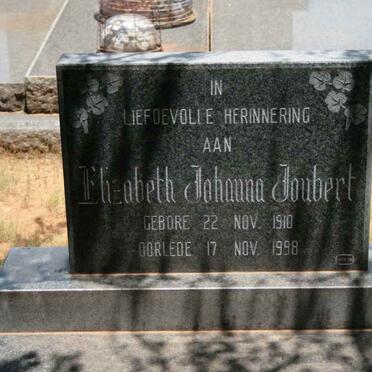 IN
LIEFDEVOLLE HERINNERING
AAN
Elizabeth Johanna Joubert
GEBORE 22 NOV. 1910
OORLEDE 17 NOV. 1998